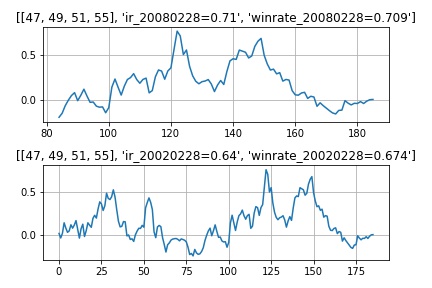 [[47, 49, 51, 55], 'ir_20080228=0.71', 'winrate_20080228=0.709']
0.5
0.0
80 100 120 140 160 180
[[47, 49, 51, 55], 'ir_20020228=0.64', 'winrate_20020228=0.674']
0.5
0.0
0 25 50 75 100 125 150 175